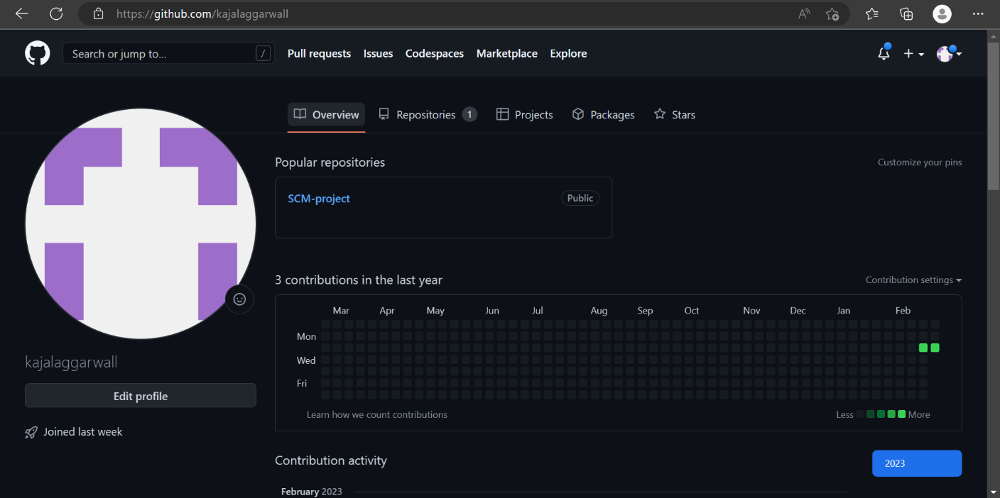 https://github.com/kajalaggarwall
Search or jump to... /
Pull requests Issues Codespaces Marketplace Explore
Overview Repositories 1 Projects Packages Stars
Popular repositories Customize your pins
SCM-project Public
3 contributions in the last year Contribution settings
Mar Apr May Jun Jul Aug Sep Oct Nov Dec Jan Feb
Mon
Wed
Fri
Learn how we count contributions Less More
kajalaggarwall
Edit profile
Joined last week
Contribution activity 2023
February 2023